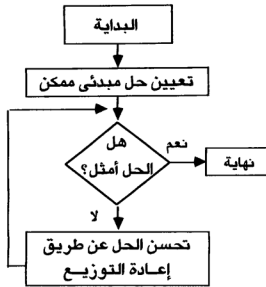 البداية
تعيين حل مبدئى ممكن
هل
الحل أمثل؟
نعم
نهاية
لا
تحسن الحل عن طريق
إعادة التوزيع